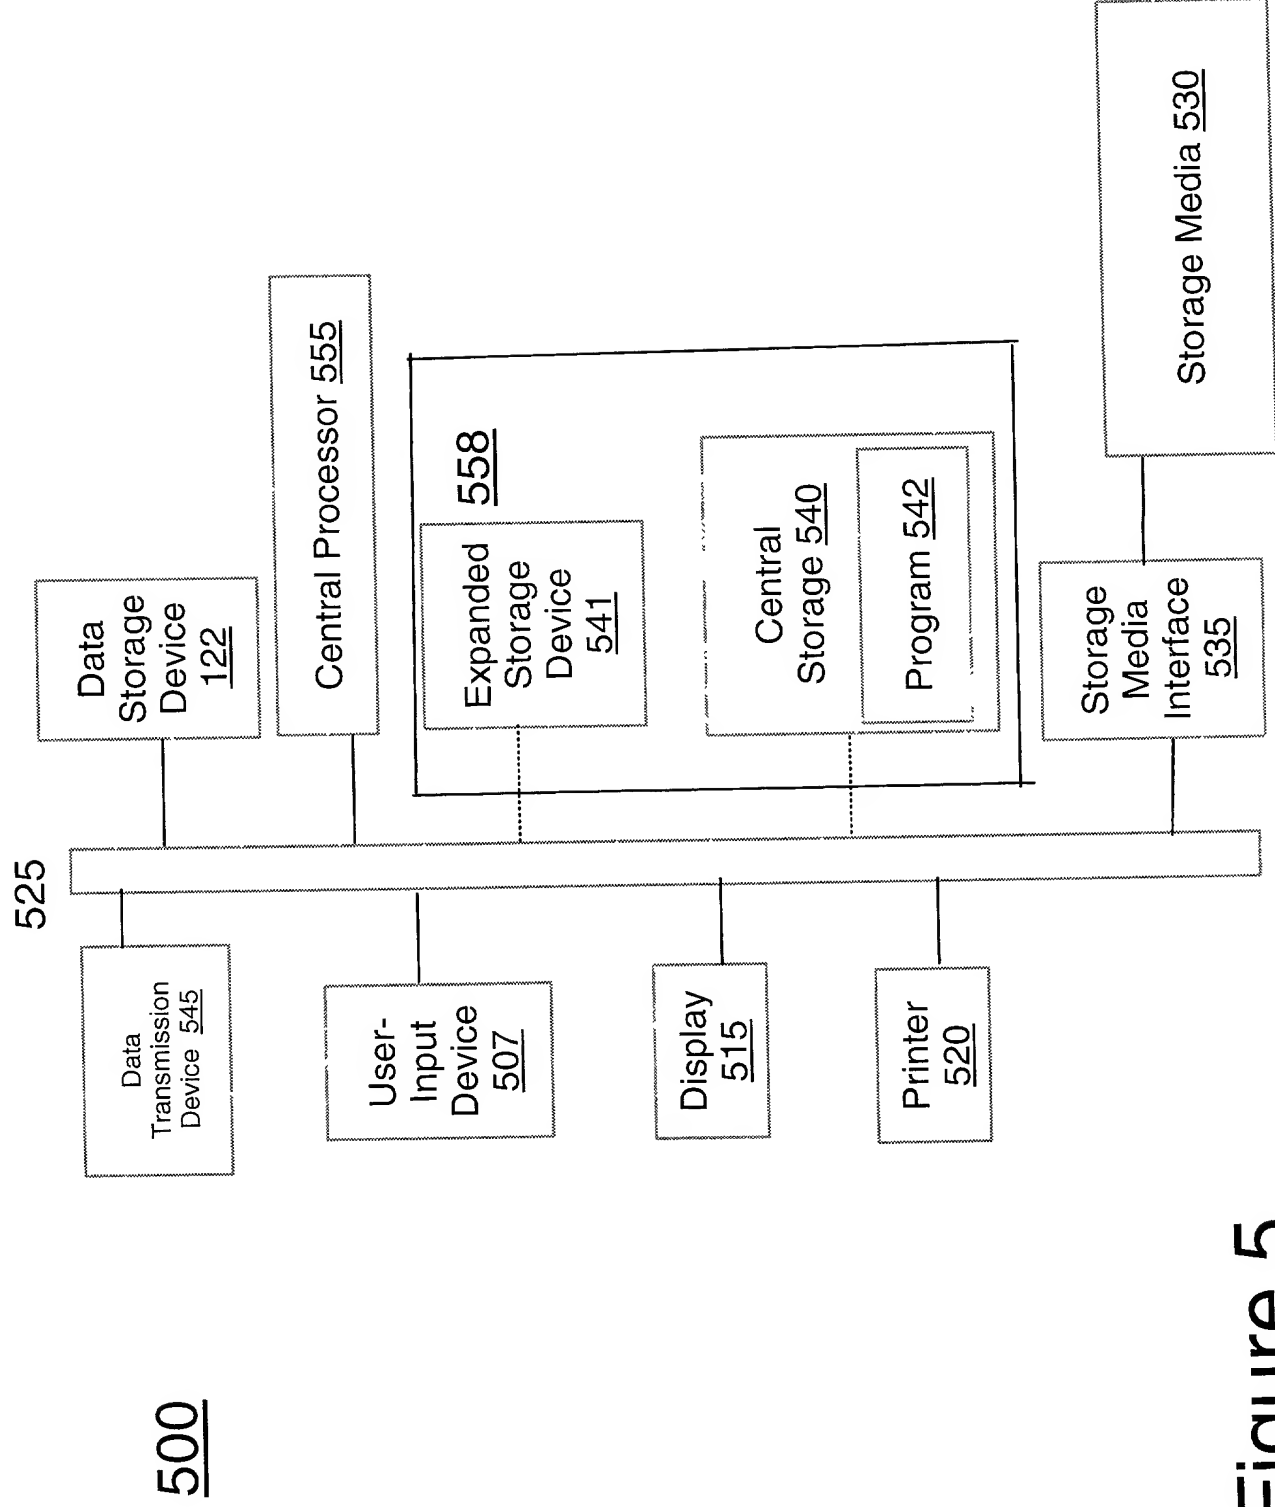 500
525
Data
Transmission
Device 545
User-
Input
Device
507
Display
515
Printer
520
Data
Storage
Device
122
Central Processor 555
558
Expanded
Storage
Device
541
Central
Storage 540
Program 542
Storage
Media
Interface
535
Storage Media 530
Figure 5